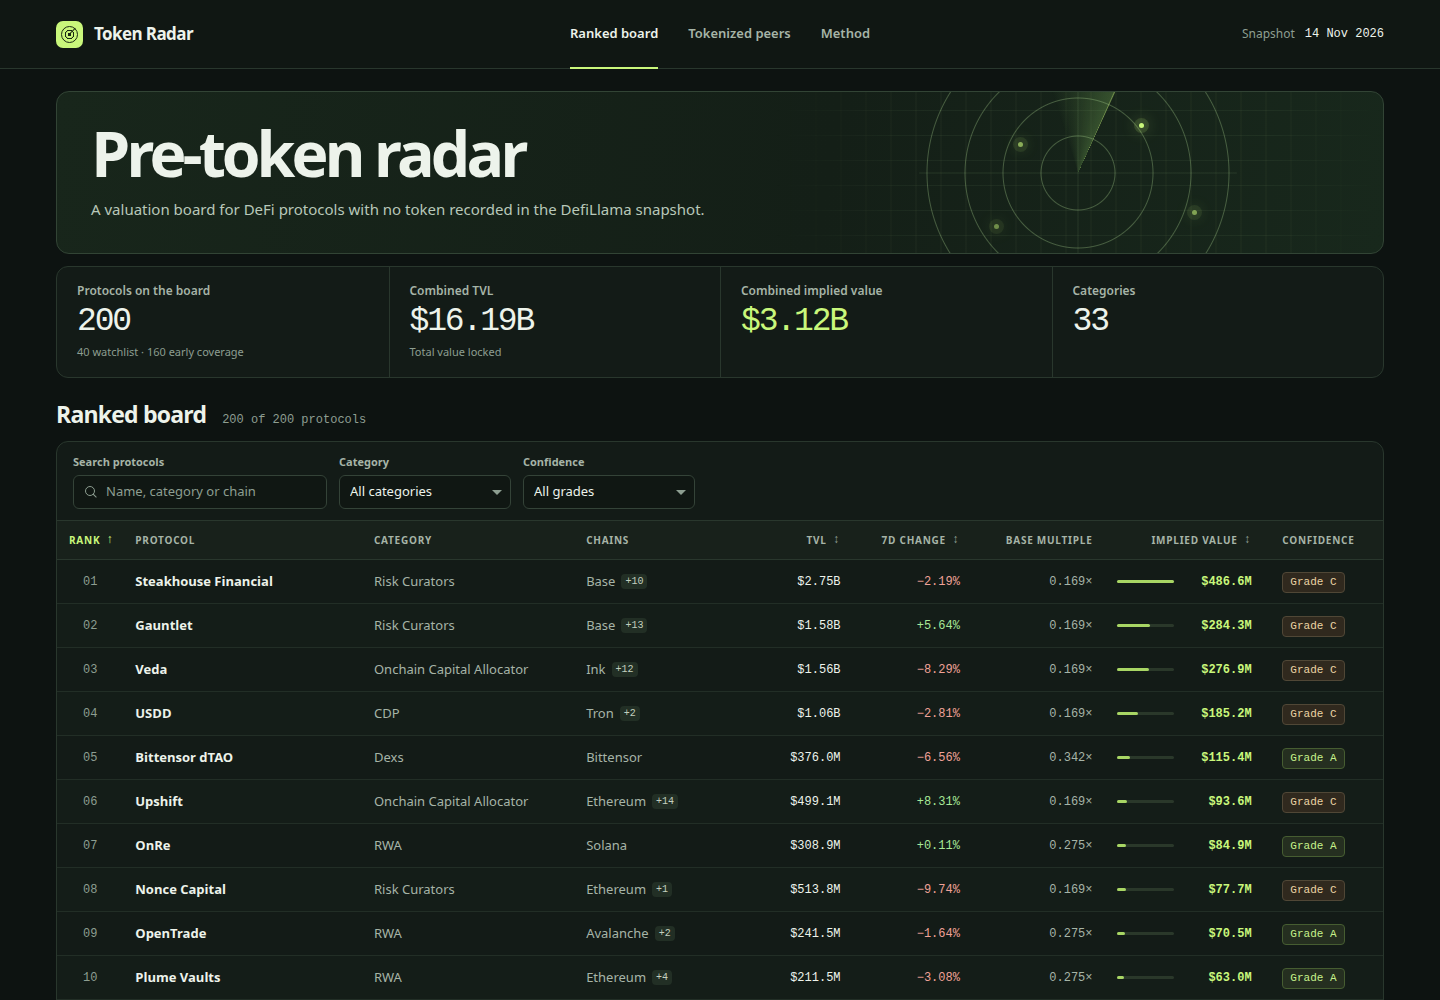 Token Radar
Ranked board Tokenized peers Method
Snapshot 14 Nov 2026
Pre-token radar
A valuation board for DeFi protocols with no token recorded in the DefiLlama snapshot.
Protocols on the board
200
40 watchlist · 160 early coverage
Combined TVL
$16.19B
Total value locked
Combined implied value
$3.12B
Categories
33
Ranked board 200 of 200 protocols
Search protocols Category Confidence
Name, category or chain All categories All grades
RANK ↑ PROTOCOL CATEGORY CHAINS TVL ↕ 7D CHANGE ↕ BASE MULTIPLE IMPLIED VALUE ↕ CONFIDENCE
01 Steakhouse Financial Risk Curators Base +10 $2.75B −2.19% 0.169× $486.6M Grade C
02 Gauntlet Risk Curators Base +13 $1.58B +5.64% 0.169× $284.3M Grade C
03 Veda Onchain Capital Allocator Ink +12 $1.56B −8.29% 0.169× $276.9M Grade C
04 USDD CDP Tron +2 $1.06B −2.81% 0.169× $185.2M Grade C
05 Bittensor dTAO Dexs Bittensor $376.0M −6.56% 0.342× $115.4M Grade A
06 Upshift Onchain Capital Allocator Ethereum +14 $499.1M +8.31% 0.169× $93.6M Grade C
07 OnRe RWA Solana $308.9M +0.11% 0.275× $84.9M Grade A
08 Nonce Capital Risk Curators Ethereum +1 $513.8M −9.74% 0.169× $77.7M Grade C
09 OpenTrade RWA Avalanche +2 $241.5M −1.64% 0.275× $70.5M Grade A
10 Plume Vaults RWA Ethereum +4 $211.5M −3.08% 0.275× $63.0M Grade A